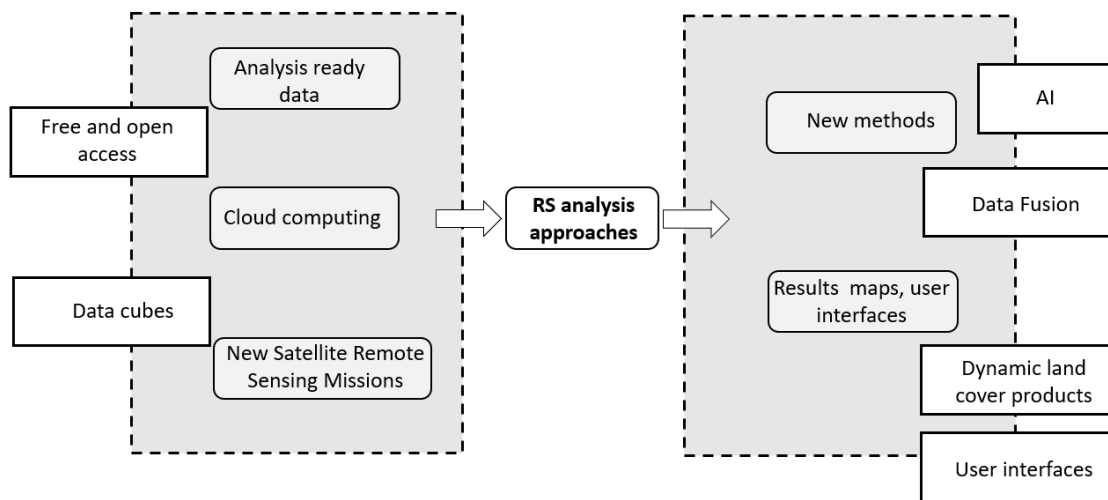 Analysis ready
data
Free and open
access
Cloud computing
Data cubes
New Satellite Remote
Sensing Missions
RS analysis
approaches
AI
New methods
Data Fusion
Results maps, user
interfaces
Dynamic land
cover products
User interfaces